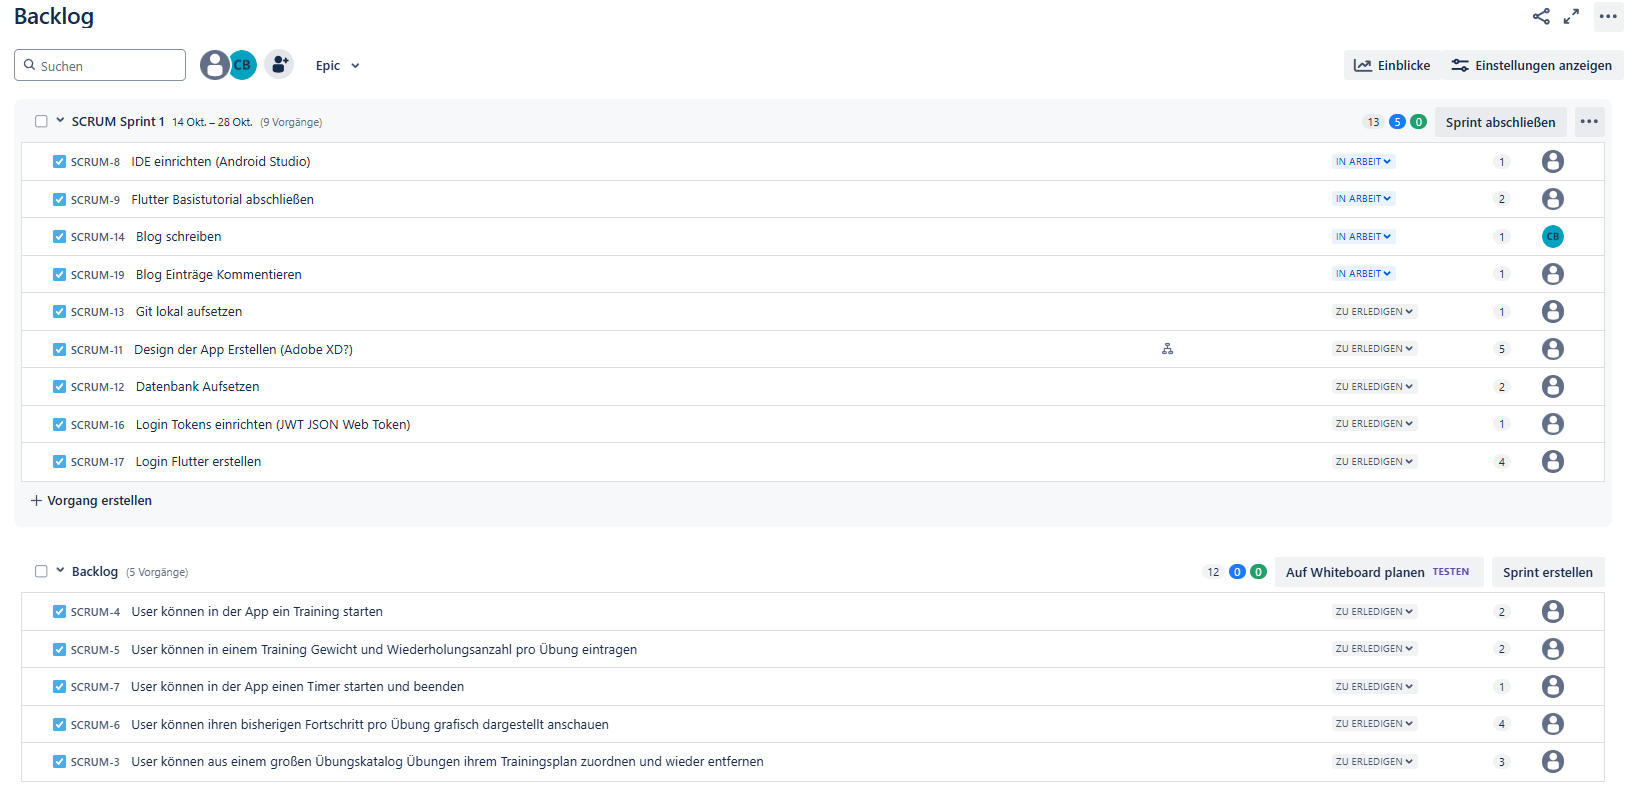 Backlog
Suchen CB Epic Einblicke Einstellungen anzeigen
SCRUM Sprint 1 14 Okt. – 28 Okt. (9 Vorgänge) 13 5 0 Sprint abschließen
SCRUM-8 IDE einrichten (Android Studio) IN ARBEIT 1
SCRUM-9 Flutter Basistutorial abschließen IN ARBEIT 2
SCRUM-14 Blog schreiben IN ARBEIT 1 CB
SCRUM-19 Blog Einträge Kommentieren IN ARBEIT 1
SCRUM-13 Git lokal aufsetzen ZU ERLEDIGEN 1
SCRUM-11 Design der App Erstellen (Adobe XD?) ZU ERLEDIGEN 5
SCRUM-12 Datenbank Aufsetzen ZU ERLEDIGEN 2
SCRUM-16 Login Tokens einrichten (JWT JSON Web Token) ZU ERLEDIGEN 1
SCRUM-17 Login Flutter erstellen ZU ERLEDIGEN 4
+ Vorgang erstellen
Backlog (5 Vorgänge) 12 0 0 Auf Whiteboard planen TESTEN Sprint erstellen
SCRUM-4 User können in der App ein Training starten ZU ERLEDIGEN 2
SCRUM-5 User können in einem Training Gewicht und Wiederholungsanzahl pro Übung eintragen ZU ERLEDIGEN 2
SCRUM-7 User können in der App einen Timer starten und beenden ZU ERLEDIGEN 1
SCRUM-6 User können ihren bisherigen Fortschritt pro Übung grafisch dargestellt anschauen ZU ERLEDIGEN 4
SCRUM-3 User können aus einem großen Übungskatalog Übungen ihrem Trainingsplan zuordnen und wieder entfernen ZU ERLEDIGEN 3